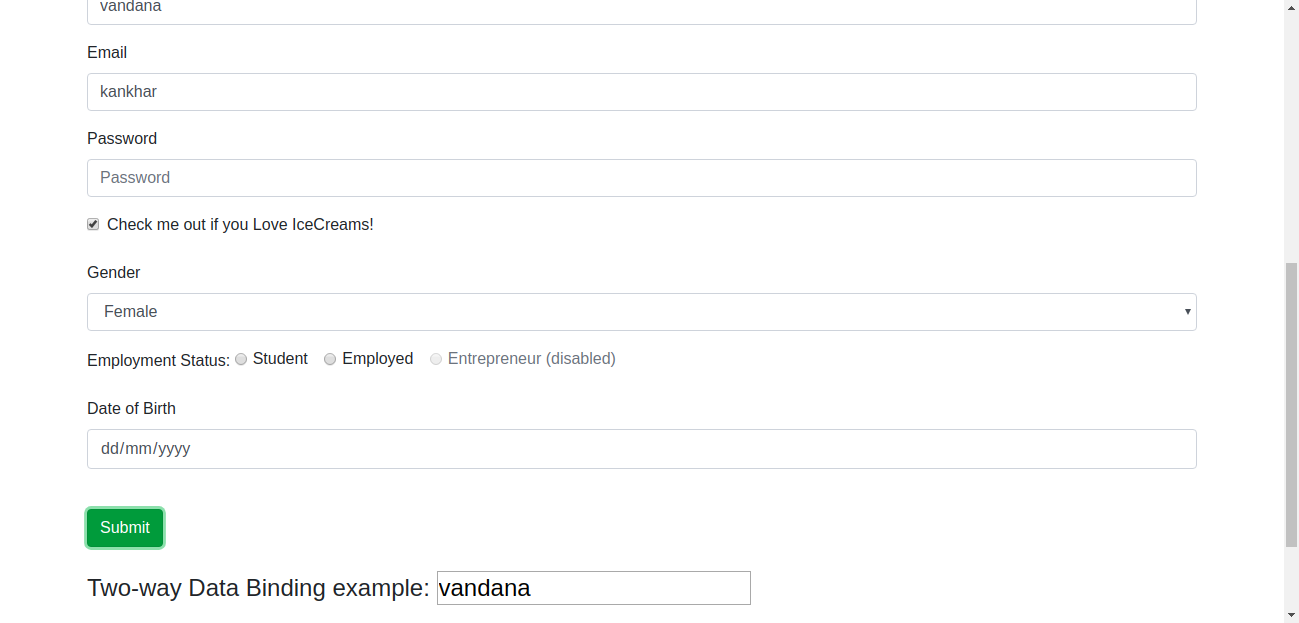 vandana
Email
kankhar
Password
Password
Check me out if you Love IceCreams!
Gender
Female
Employment Status: Student Employed Entrepreneur (disabled)
Date of Birth
dd/mm/yyyy
Submit
Two-way Data Binding example: vandana